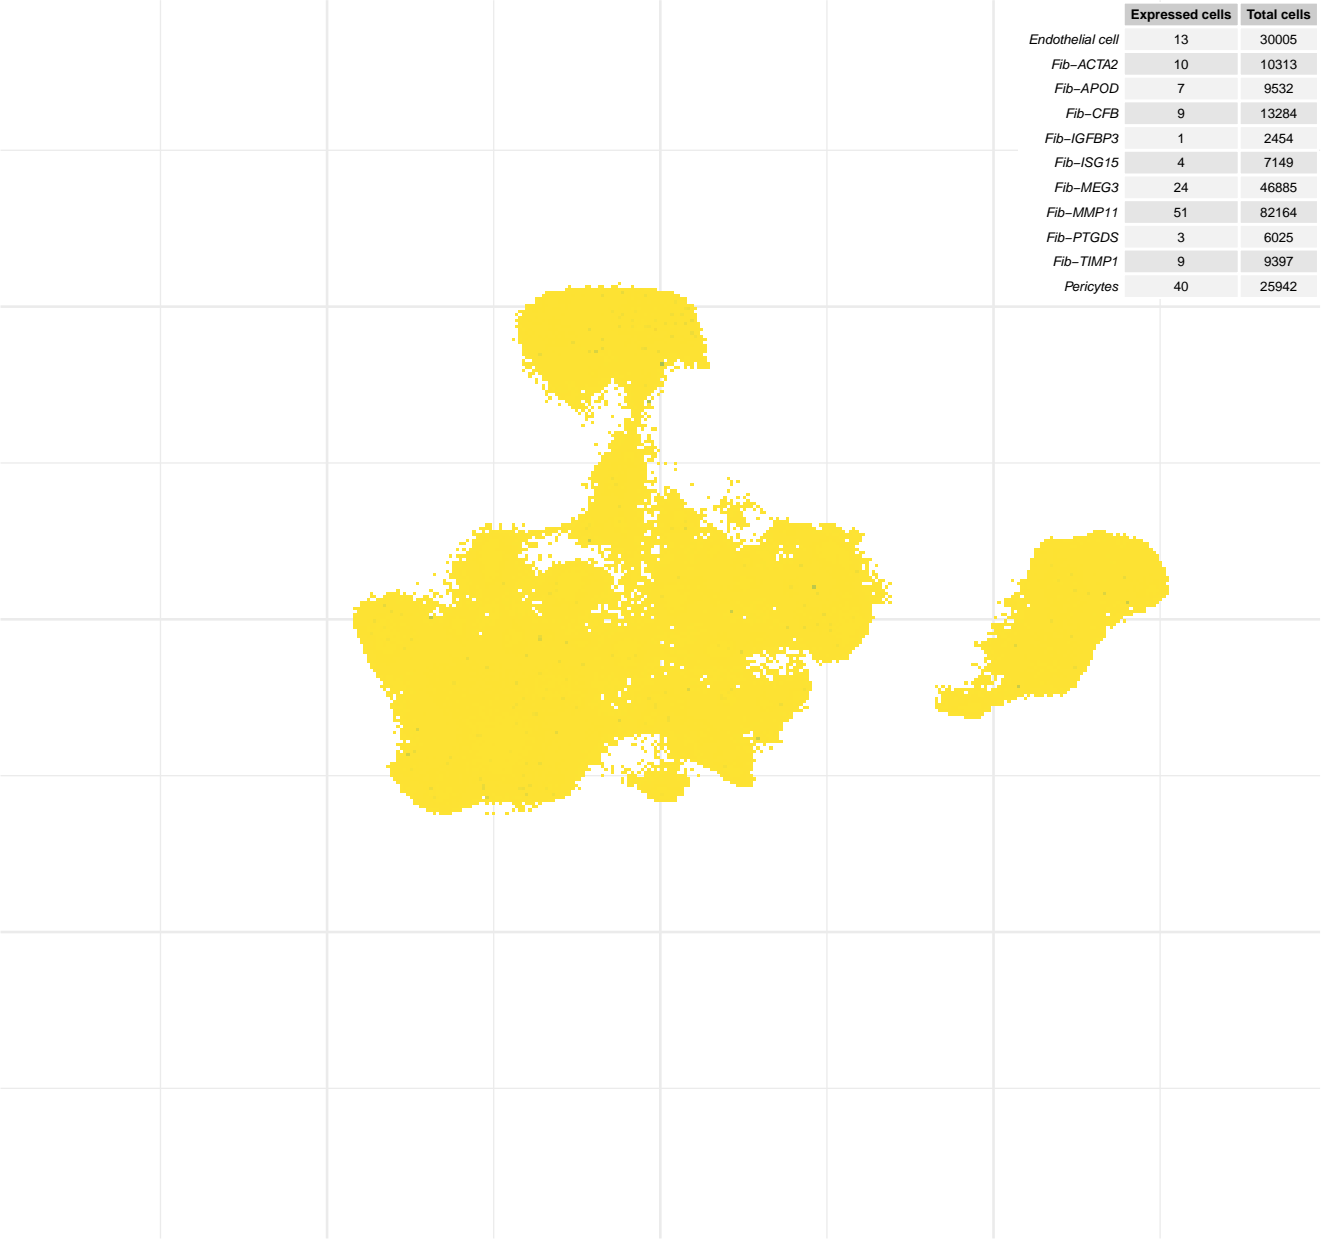 Expressed cells Total cells
Endothelial cell 13 30005
Fib−ACTA2 10 10313
Fib−APOD 7 9532
Fib−CFB 9 13284
Fib−IGFBP3 1 2454
Fib−ISG15 4 7149
Fib−MEG3 24 46885
Fib−MMP11 51 82164
Fib−PTGDS 3 6025
Fib−TIMP1 9 9397
Pericytes 40 25942